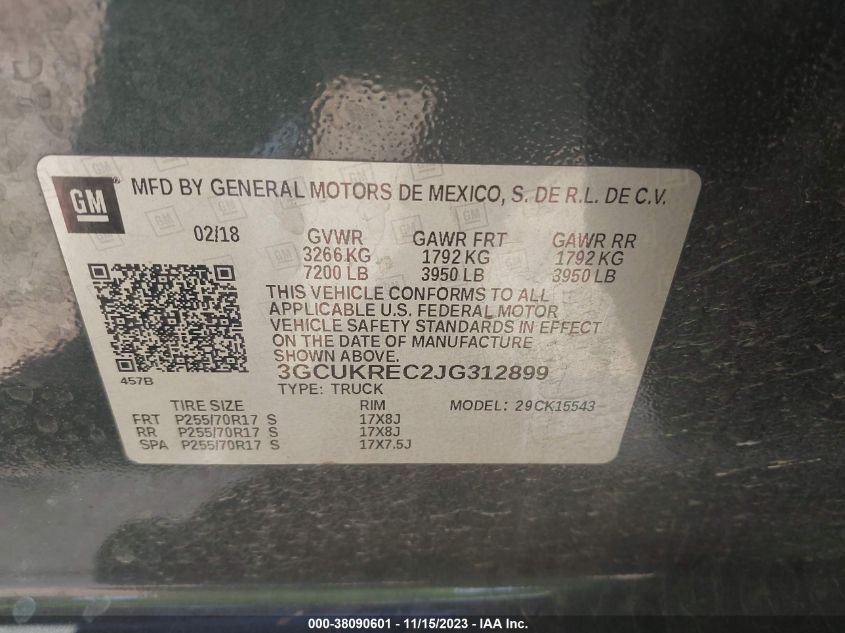 GM
MFD BY GENERAL MOTORS DE MEXICO, S. DE R.L. DE C.V.
02/18 GVWR GAWR FRT GAWR RR
3266 KG 1792 KG 1792 KG
7200 LB 3950 LB 3950 LB
THIS VEHICLE CONFORMS TO ALL
APPLICABLE U.S. FEDERAL MOTOR
VEHICLE SAFETY STANDARDS IN EFFECT
ON THE DATE OF MANUFACTURE
SHOWN ABOVE.
3GCUKREC2JG312899
457B
TYPE: TRUCK
TIRE SIZE RIM MODEL: 29CK15543
FRT P255/70R17 S 17X8J
RR P255/70R17 S 17X8J
SPA P255/70R17 S 17X7.5J
000-38090601 - 11/15/2023 - IAA Inc.